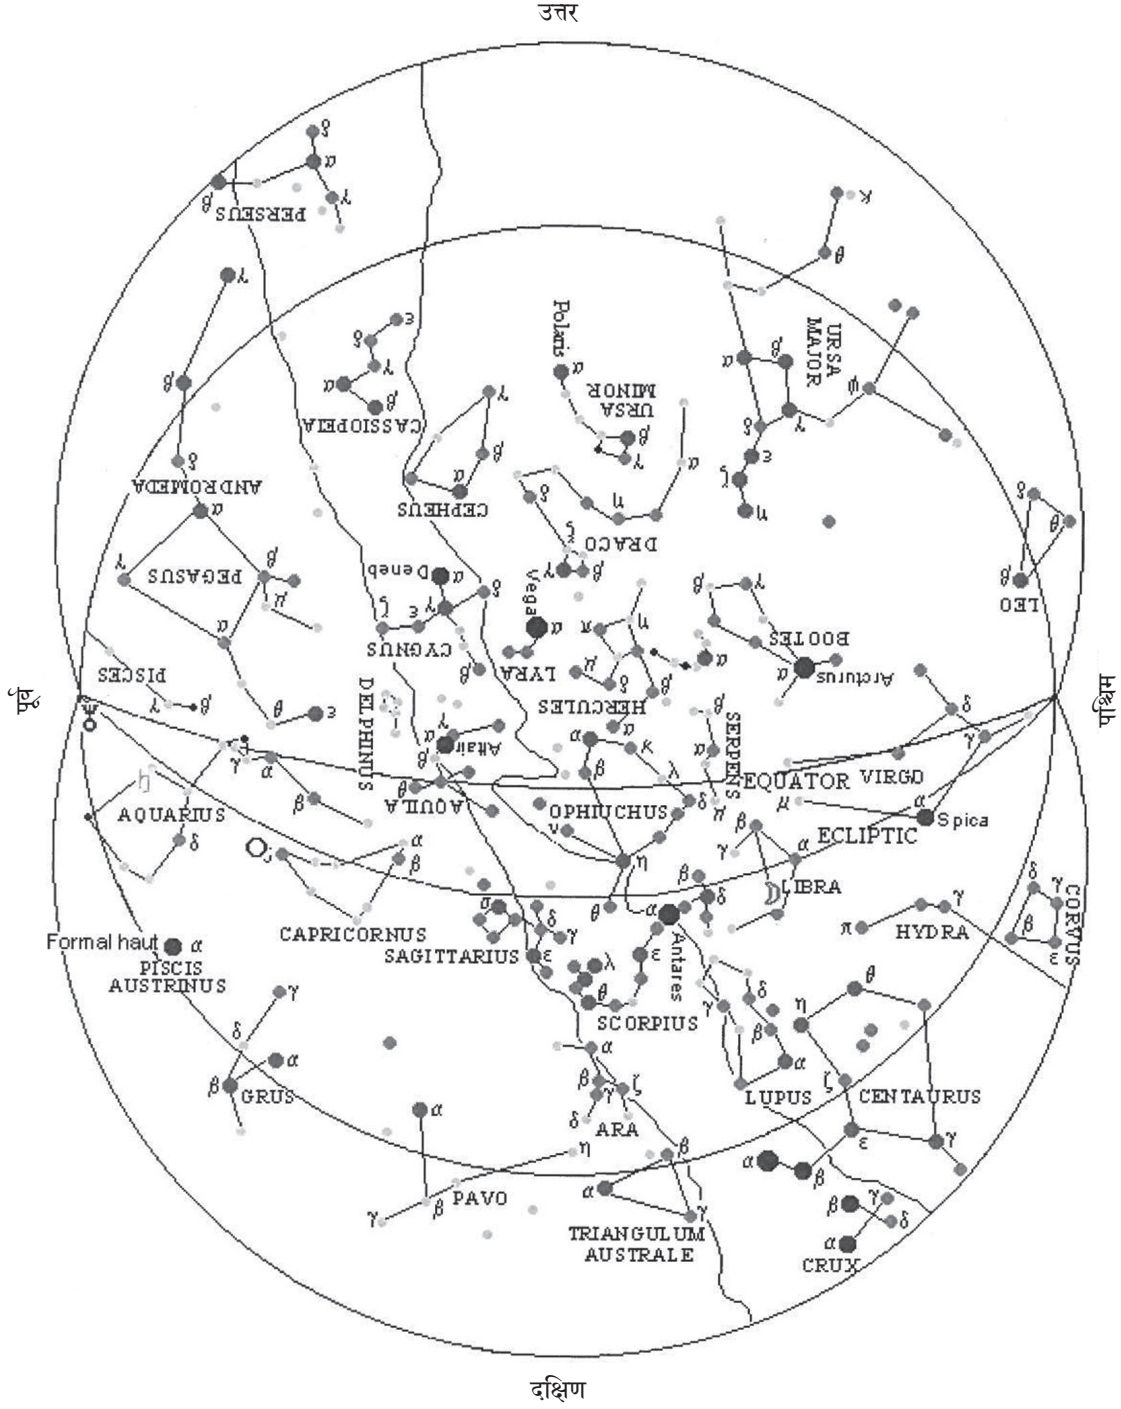 उत्तर
δ
α
β
γ
PERSEUS
κ
θ
γ
ε
δ
γ
α
β
CASSIOPEIA
Polaris
α
URSA
MINOR
β
γ
URSA
MAJOR
α
β
δ
γ
ψ
ε
ζ
η
β
δ
ANDROMEDA
α
γ
β
α
CEPHEUS
δ
η
α
DRACO
ξ
γ
β
δ
θ
β
LEO
γ
PEGASUS
β
μ
α
Deneb
α
γ
δ
ε
ζ
CYGNUS
β
Vega
α
LYRA
π
η
μ
δ
β
HERCULES
α
β
γ
BOOTES
α
Arcturus
α
PISCES
γ
β
θ
ε
पूर्व
पश्चिम
DELPHINUS
γ
α
Altair
β
θ
AQUILA
α
κ
β
λ
OPHIUCHUS
ν
η
θ
β
SERPENS
α
μ
EQUATOR
VIRGO
δ
γ
μ
α
Spica
ECLIPTIC
γ
α
β
AQUARIUS
δ
α
β
CAPRICORNUS
β
γ
α
LIBRA
β
δ
α
Antares
σ
δ
γ
ε
SAGITTARIUS
λ
ε
θ
SCORPIUS
π
γ
HYDRA
δ
γ
β
ε
CORVUS
Formal haut
α
PISCIS
AUSTRINUS
γ
δ
α
β
GRUS
γ
δ
β
α
LUPUS
θ
η
ζ
CENTAURUS
ε
γ
α
β
α
β
ζ
γ
δ
ARA
α
η
β
γ
PAVO
β
α
γ
TRIANGULUM
AUSTRALE
β
γ
δ
α
CRUX
दक्षिण